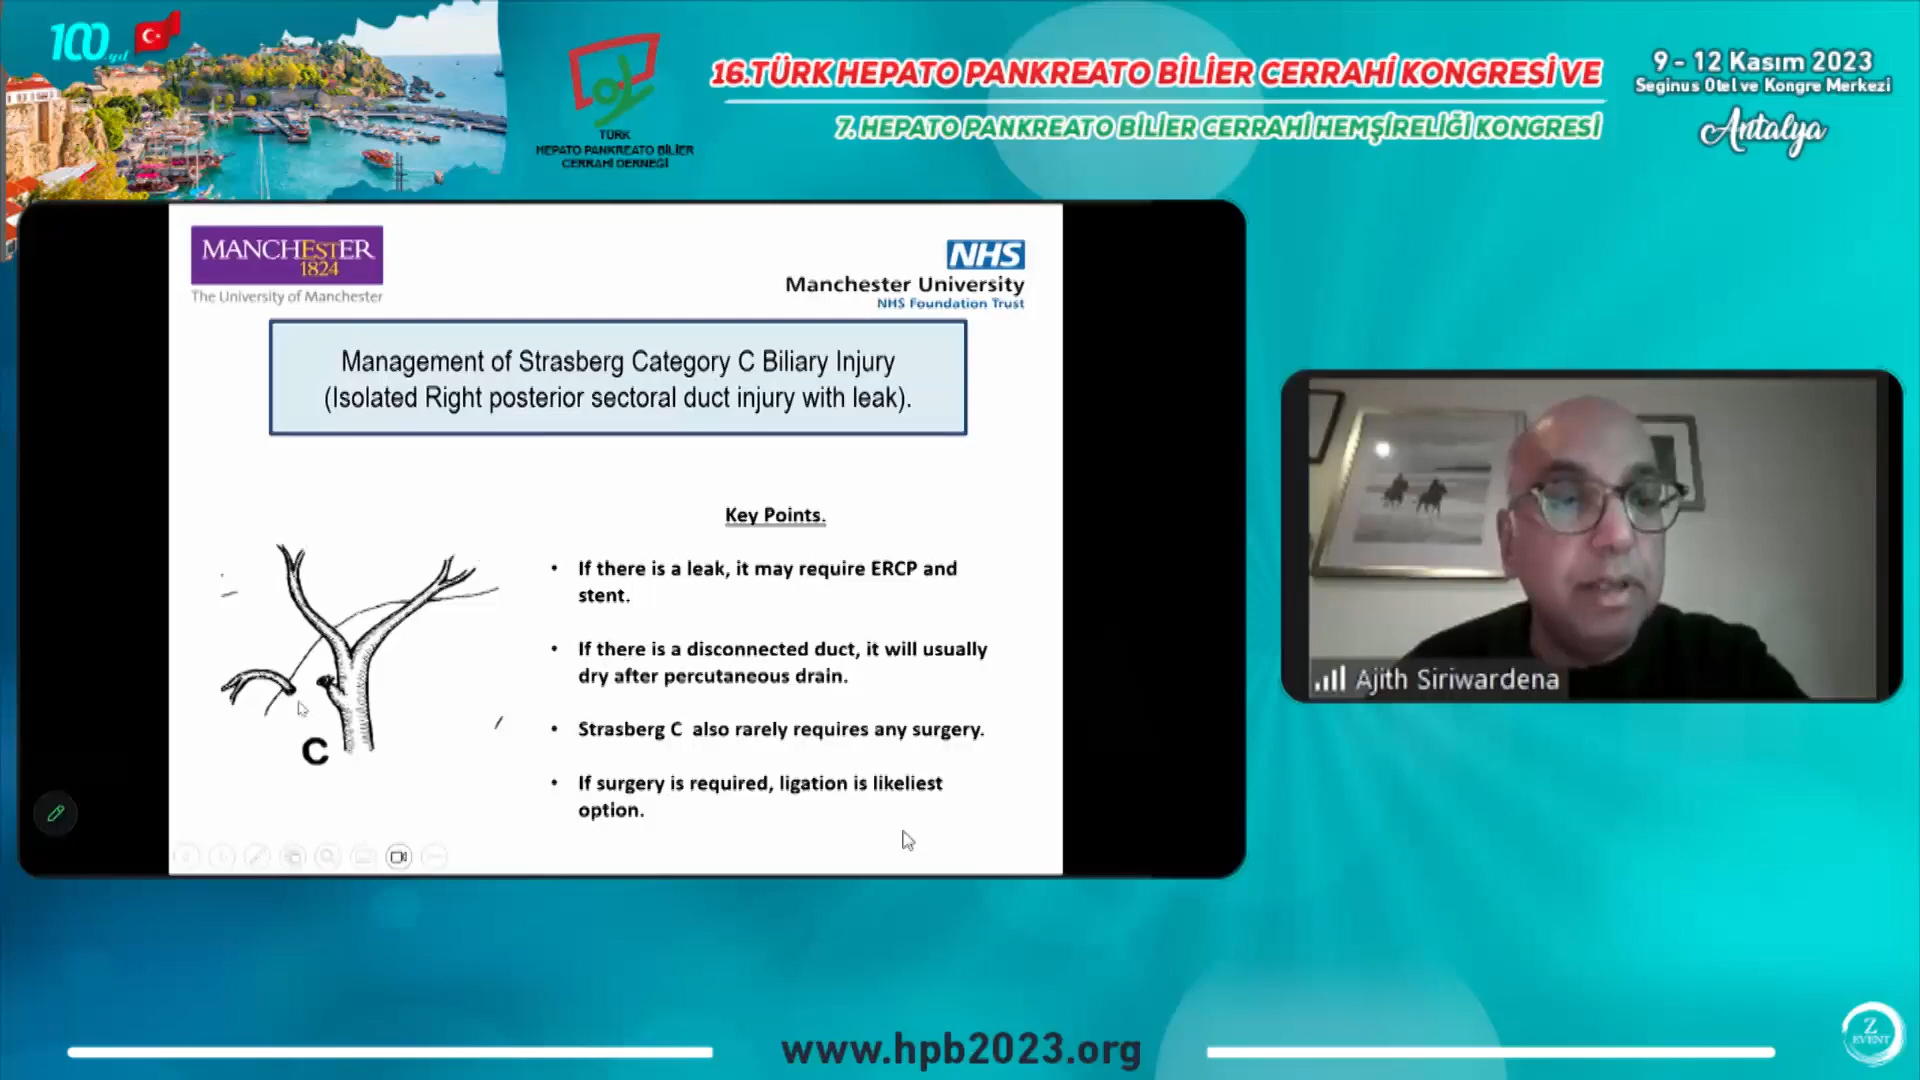 100.yıl
TÜRK
HEPATO PANKREATO BİLİER
CERRAHİ DERNEĞİ
16.TÜRK HEPATO PANKREATO BİLİER CERRAHİ KONGRESİ VE
7. HEPATO PANKREATO BİLİER CERRAHİ HEMŞİRELİĞİ KONGRESİ
9 - 12 Kasım 2023
Seginus Otel ve Kongre Merkezi
Antalya
MANCHESTER
1824
The University of Manchester
NHS
Manchester University
NHS Foundation Trust
Management of Strasberg Category C Biliary Injury
(Isolated Right posterior sectoral duct injury with leak).
Key Points.
• If there is a leak, it may require ERCP and
stent.
• If there is a disconnected duct, it will usually
dry after percutaneous drain.
• Strasberg C also rarely requires any surgery.
• If surgery is required, ligation is likeliest
option.
C
Ajith Siriwardena
www.hpb2023.org
Z
EVENT